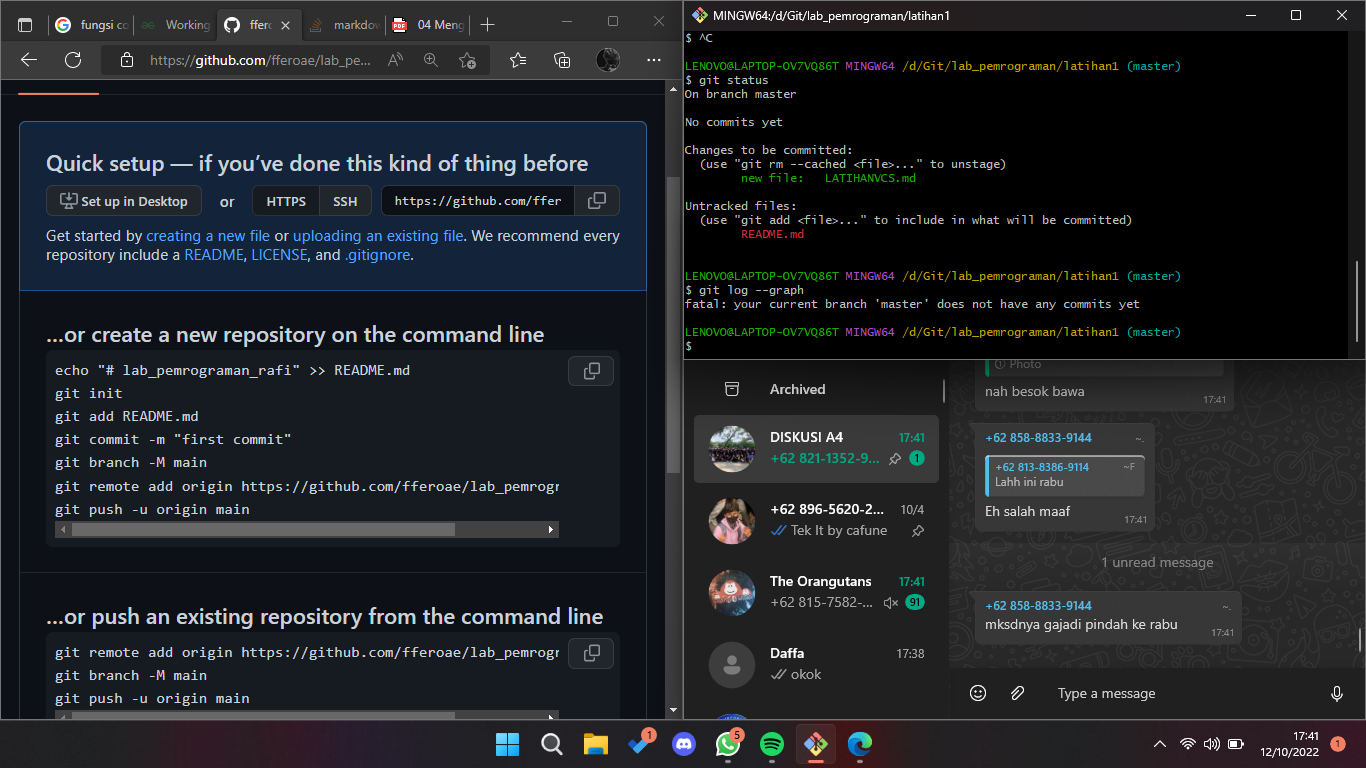 fungsi co
Working
ffero
markdow
04 Meng
https://github.com/fferoae/lab_pe...
Quick setup — if you've done this kind of thing before
Set up in Desktop
or
HTTPS
SSH
https://github.com/ffer
Get started by creating a new file or uploading an existing file. We recommend every
repository include a README, LICENSE, and .gitignore.
...or create a new repository on the command line
echo "# lab_pemrograman_rafi" >> README.md
git init
git add README.md
git commit -m "first commit"
git branch -M main
git remote add origin https://github.com/fferoae/lab_pemrogr
git push -u origin main
...or push an existing repository from the command line
git remote add origin https://github.com/fferoae/lab_pemrogr
git branch -M main
git push -u origin main
MINGW64:/d/Git/lab_pemrograman/latihan1
$ ^C
LENOVO@LAPTOP-OV7VQ86T MINGW64 /d/Git/lab_pemrograman/latihan1 (master)
$ git status
On branch master
No commits yet
Changes to be committed:
(use "git rm --cached <file>..." to unstage)
new file:   LATIHANVCS.md
Untracked files:
(use "git add <file>..." to include in what will be committed)
README.md
LENOVO@LAPTOP-OV7VQ86T MINGW64 /d/Git/lab_pemrograman/latihan1 (master)
$ git log --graph
fatal: your current branch 'master' does not have any commits yet
LENOVO@LAPTOP-OV7VQ86T MINGW64 /d/Git/lab_pemrograman/latihan1 (master)
$
Archived
DISKUSI A4
17:41
+62 821-1352-9...
1
+62 896-5620-2...
10/4
Tek It by cafune
The Orangutans
17:41
+62 815-7582-...
91
Daffa
17:38
okok
Photo
nah besok bawa
17:41
+62 858-8833-9144
~.
+62 813-8386-9114
~F
Lahh ini rabu
Eh salah maaf
17:41
1 unread message
+62 858-8833-9144
~.
mksdnya gajadi pindah ke rabu
17:41
Type a message
1
5
17:41
12/10/2022
1